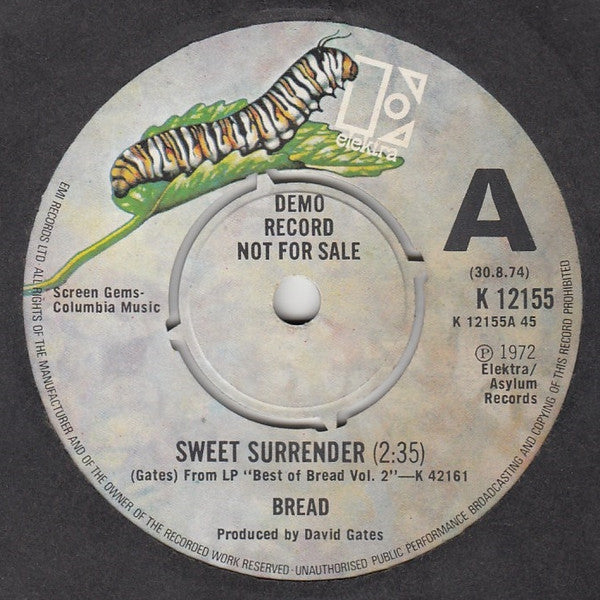 elektra
DEMO
RECORD
NOT FOR SALE
A
(30.8.74)
K 12155
K 12155A 45
Screen Gems-
Columbia Music
Ⓟ 1972
Elektra/
Asylum
Records
SWEET SURRENDER (2:35)
(Gates) From LP "Best of Bread Vol. 2"—K 42161
BREAD
Produced by David Gates
EMI RECORDS LTD · ALL RIGHTS OF THE MANUFACTURER AND OF THE OWNER OF THE RECORDED WORK RESERVED · UNAUTHORISED PUBLIC PERFORMANCE BROADCASTING AND COPYING OF THIS RECORD PROHIBITED